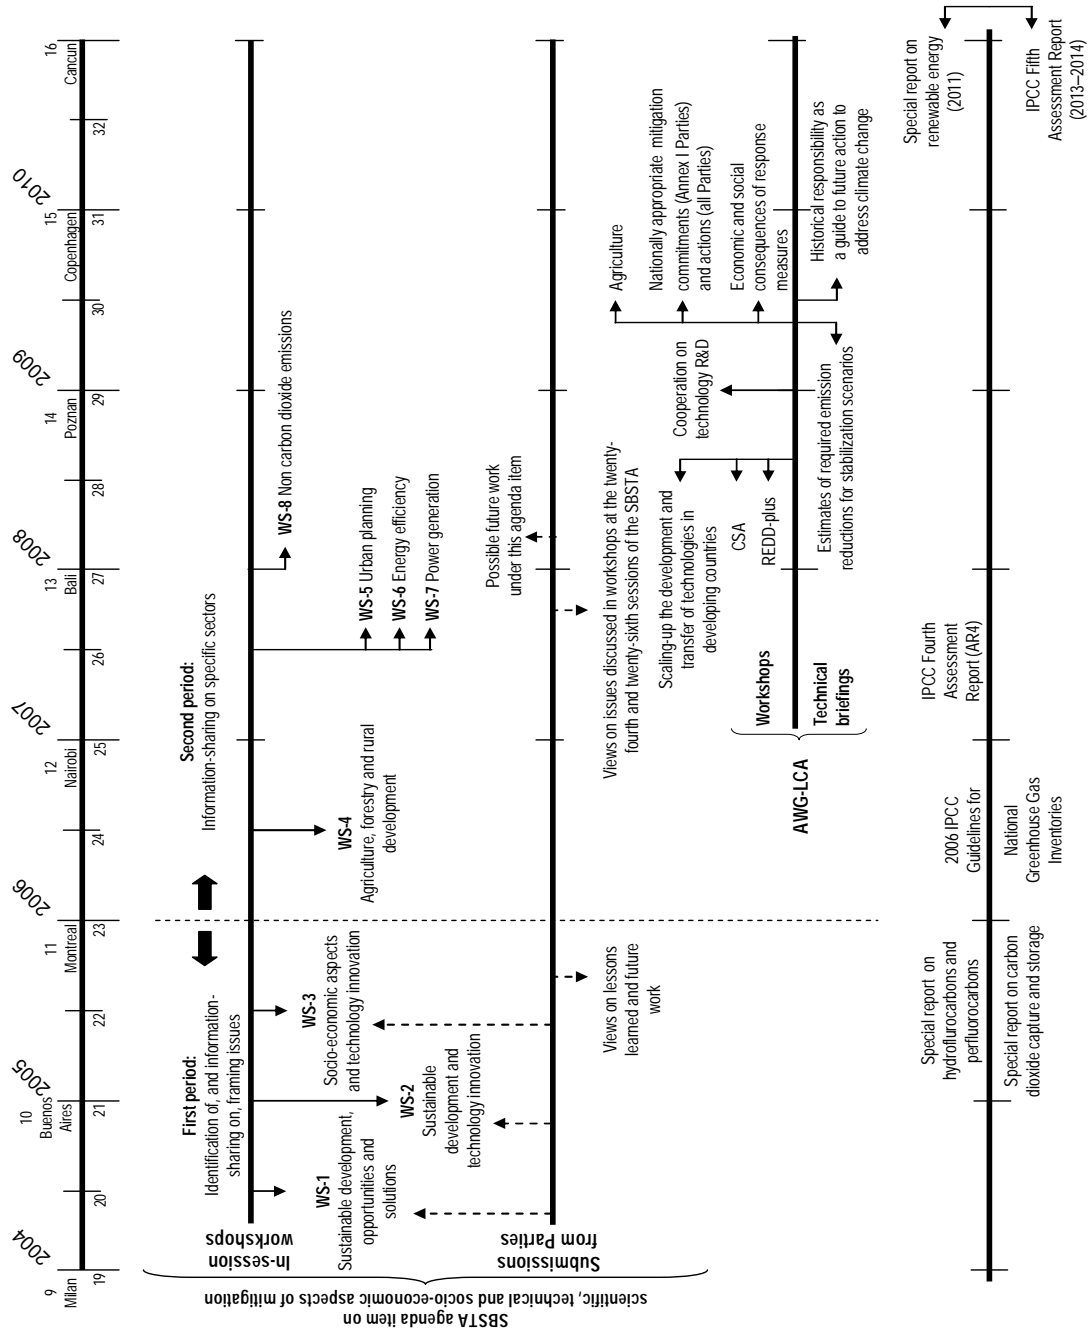 2004
2005
2006
2007
2008
2009
2010
9
Milan
10
Buenos
Aires
11
Montreal
12
Nairobi
13
Bali
14
Poznan
15
Copenhagen
16
Cancun
19
20
21
22
23
24
25
26
27
28
29
30
31
32
SBSTA agenda item on
scientific, technical and socio-economic aspects of mitigation
In-session
workshops
First period:
Identification of, and information-
sharing on, framing issues
Second period:
Information-sharing on specific sectors
WS-1
Sustainable development,
opportunities and
solutions
WS-2
Sustainable
development and
technology innovation
WS-3
Socio-economic aspects
and technology innovation
WS-4
Agriculture, forestry and rural
development
WS-5 Urban planning
WS-6 Energy efficiency
WS-7 Power generation
WS-8 Non carbon dioxide emissions
Submissions
from Parties
Views on lessons
learned and future
work
Possible future work
under this agenda item
Views on issues discussed in workshops at the twenty-
fourth and twenty-sixth sessions of the SBSTA
AWG-LCA
Workshops
Technical
briefings
Scaling-up the development and
transfer of technologies in
developing countries
CSA
REDD-plus
Cooperation on
technology R&D
Agriculture
Nationally appropriate mitigation
commitments (Annex I Parties)
and actions (all Parties)
Economic and social
consequences of response
measures
Estimates of required emission
reductions for stabilization scenarios
Historical responsibility as
a guide to future action to
address climate change
Special report on
hydroflurocarbons and
perfluorocarbons
Special report on carbon
dioxide capture and storage
2006 IPCC
Guidelines for
National
Greenhouse Gas
Inventories
IPCC Fourth
Assessment
Report (AR4)
Special report on
renewable energy
(2011)
IPCC Fifth
Assessment Report
(2013–2014)